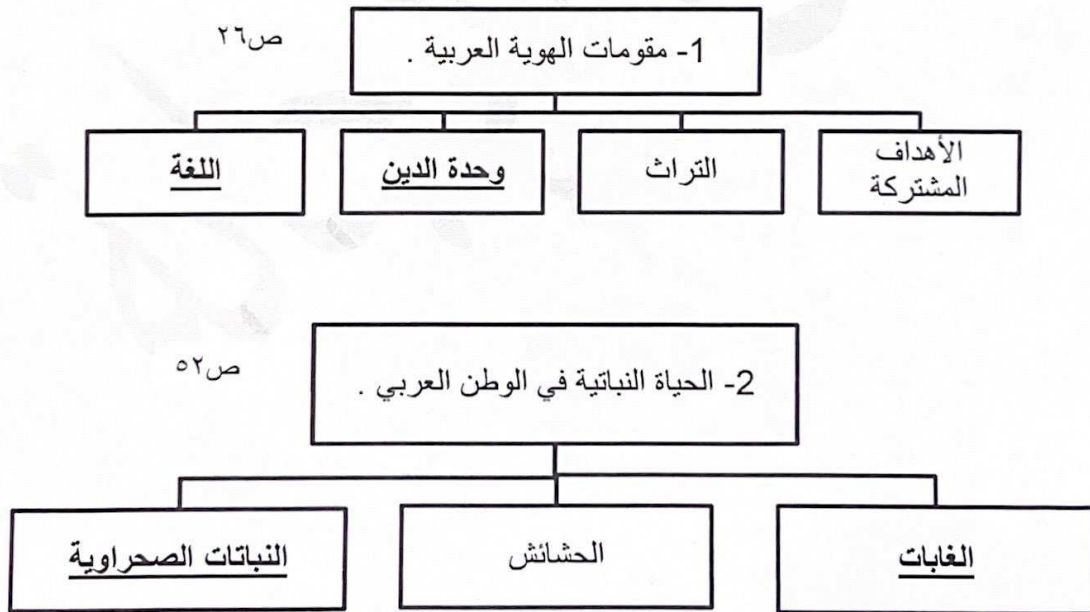 1- مقومات الهوية العربية .
ص٢٦
الأهداف
المشتركة
التراث
وحدة الدين
اللغة
2- الحياة النباتية في الوطن العربي .
ص٥٢
الغابات
الحشائش
النباتات الصحراوية